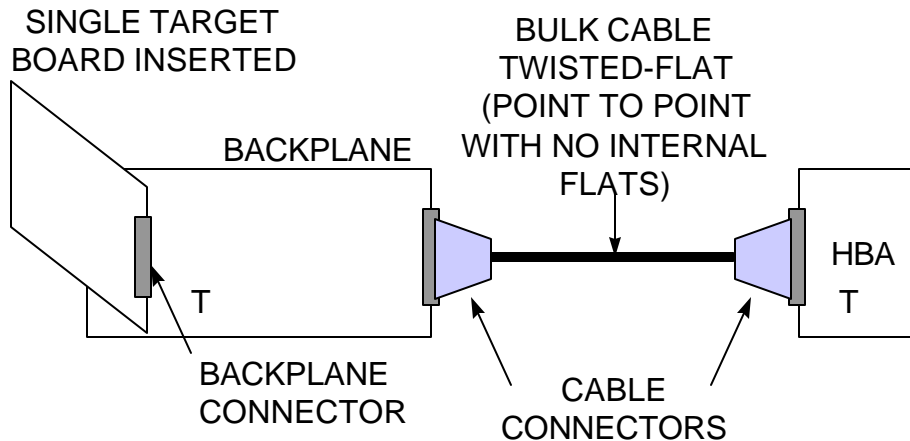 SINGLE TARGET
BOARD INSERTED
BULK CABLE
TWISTED-FLAT
(POINT TO POINT
WITH NO INTERNAL
FLATS)
BACKPLANE
HBA
T
T
BACKPLANE
CONNECTOR
CABLE
CONNECTORS